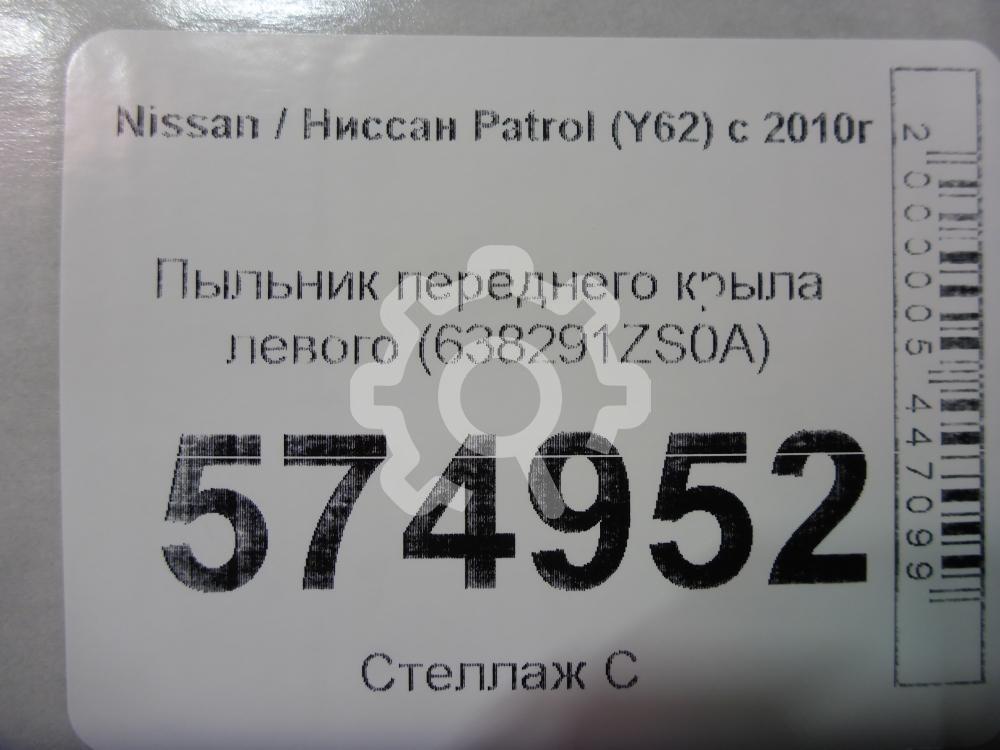 Nissan / Ниссан Patrol (Y62) с 2010г
Пыльник переднего крыла
левого (638291ZS0A)
574952
Стеллаж С
2000005447099